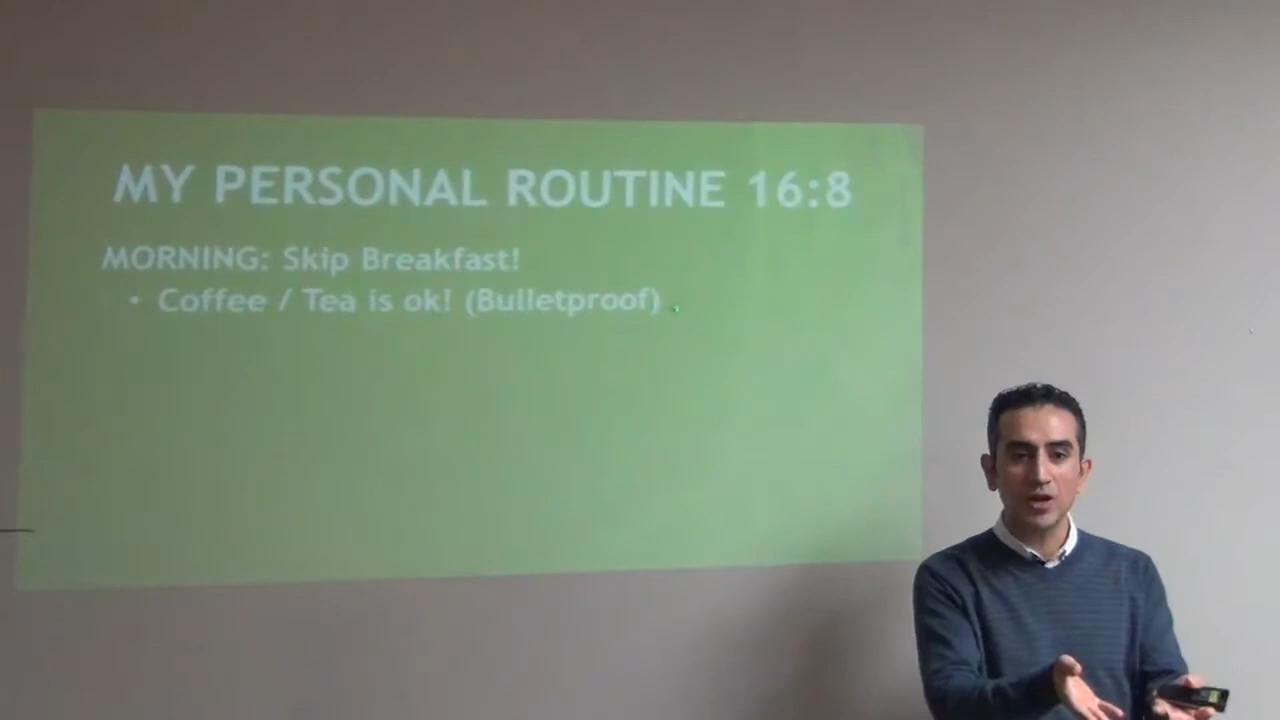 MY PERSONAL ROUTINE 16:8
MORNING: Skip Breakfast!
• Coffee / Tea is ok! (Bulletproof)